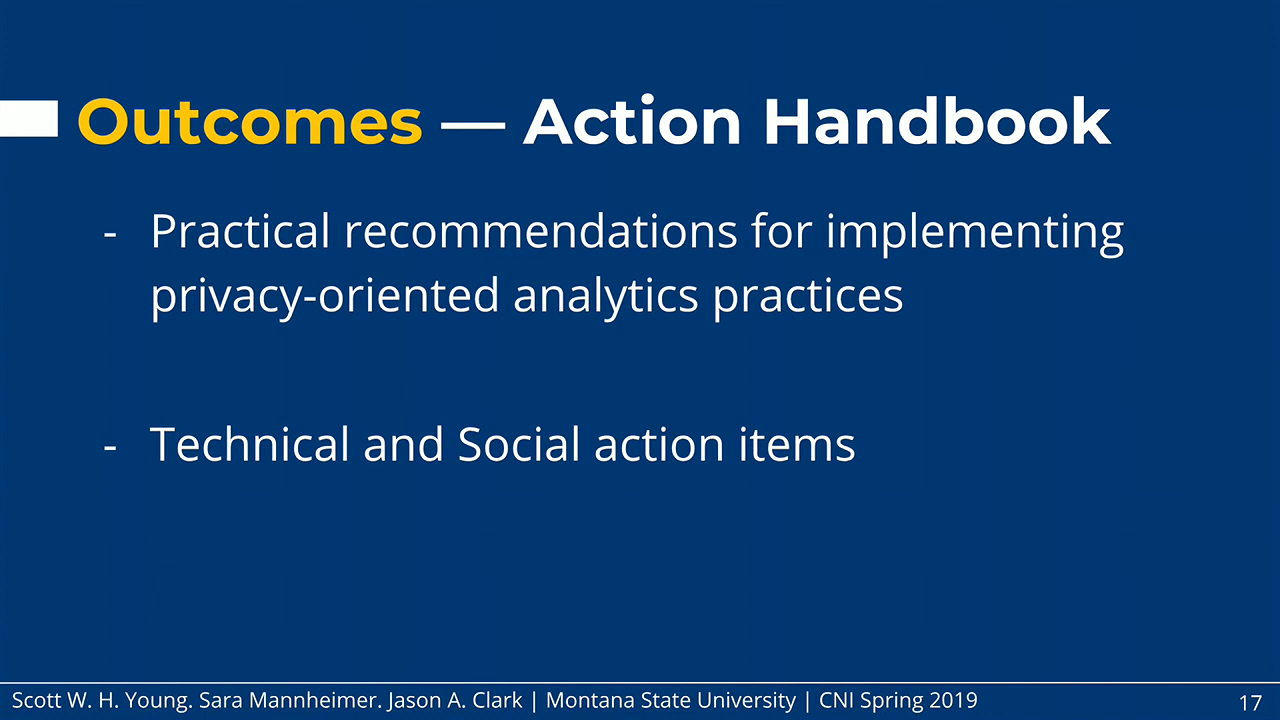 Outcomes — Action Handbook
- Practical recommendations for implementing
privacy-oriented analytics practices
- Technical and Social action items
Scott W. H. Young. Sara Mannheimer. Jason A. Clark | Montana State University | CNI Spring 2019
17